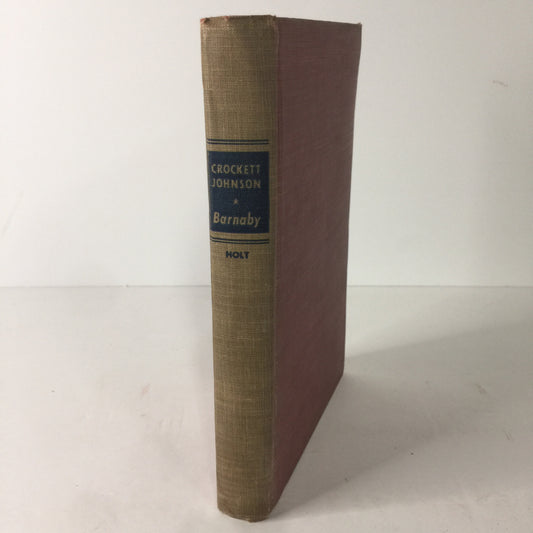 CROCKETT
JOHNSON
*
Barnaby
HOLT